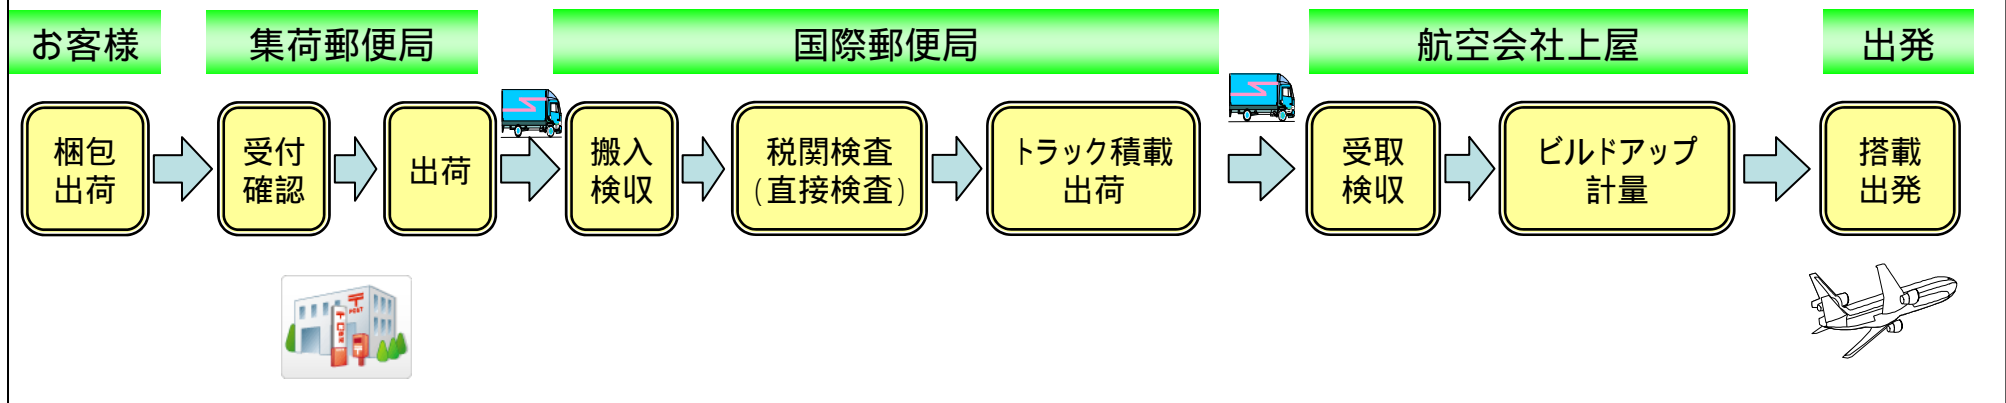 お客様
集荷郵便局
国際郵便局
航空会社上屋
出発
梱包
出荷
受付
確認
出荷
搬入
検収
税関検査
(直接検査)
トラック積載
出荷
受取
検収
ビルドアップ
計量
搭載
出発
〒
POST